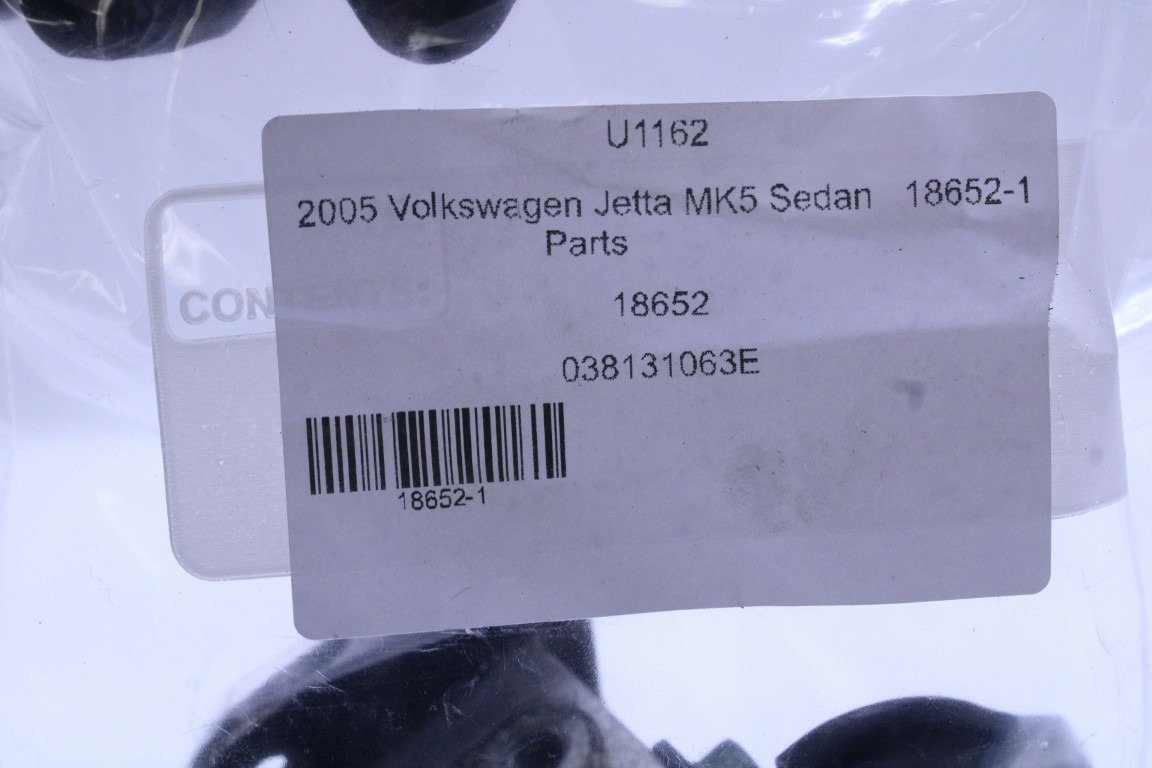 U1162
2005 Volkswagen Jetta MK5 Sedan 18652-1
Parts
18652
038131063E
18652-1